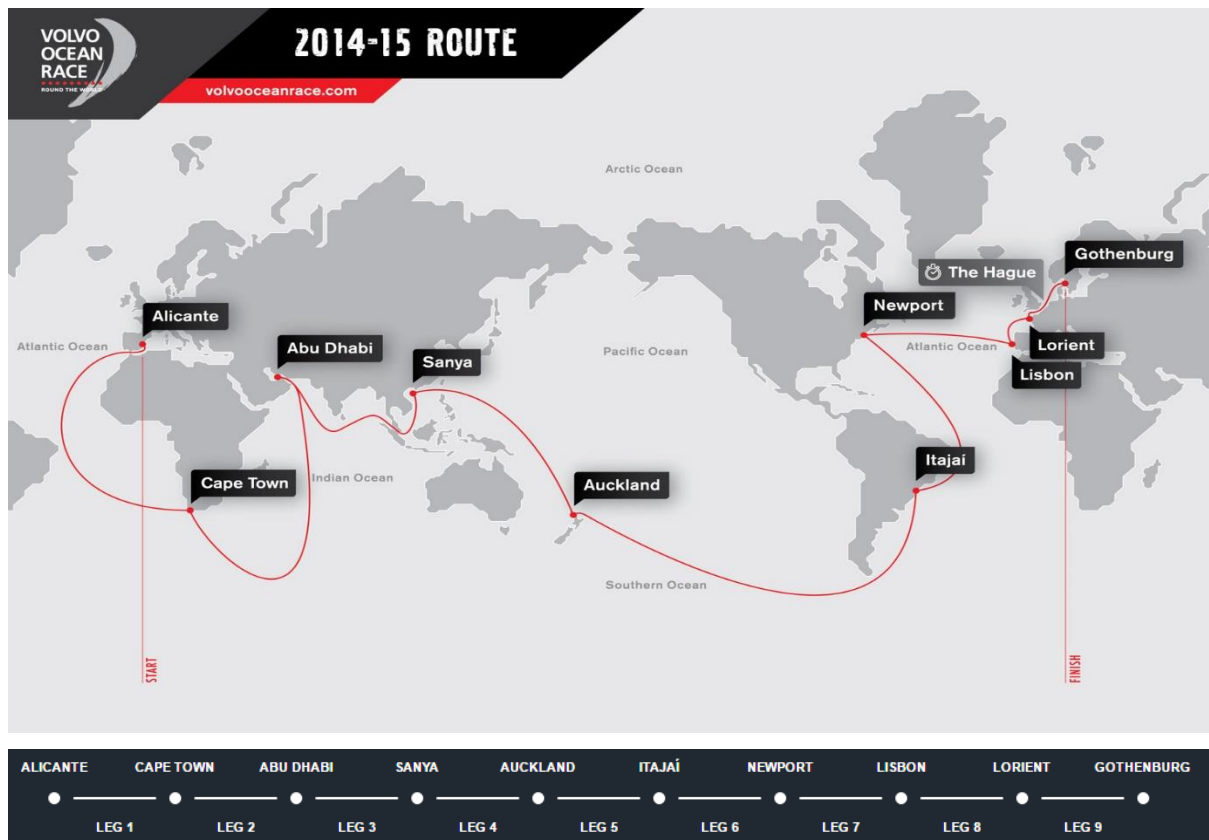 VOLVO
OCEAN
RACE
ROUND THE WORLD
2014-15 ROUTE
volvooceanrace.com
Arctic Ocean
Gothenburg
The Hague
Newport
Alicante
Atlantic Ocean
Abu Dhabi
Sanya
Pacific Ocean
Atlantic Ocean
Lorient
Lisbon
Cape Town
Indian Ocean
Auckland
Itajaí
Southern Ocean
START
FINISH
ALICANTE CAPE TOWN ABU DHABI SANYA AUCKLAND ITAJAÍ NEWPORT LISBON LORIENT GOTHENBURG
LEG 1 LEG 2 LEG 3 LEG 4 LEG 5 LEG 6 LEG 7 LEG 8 LEG 9